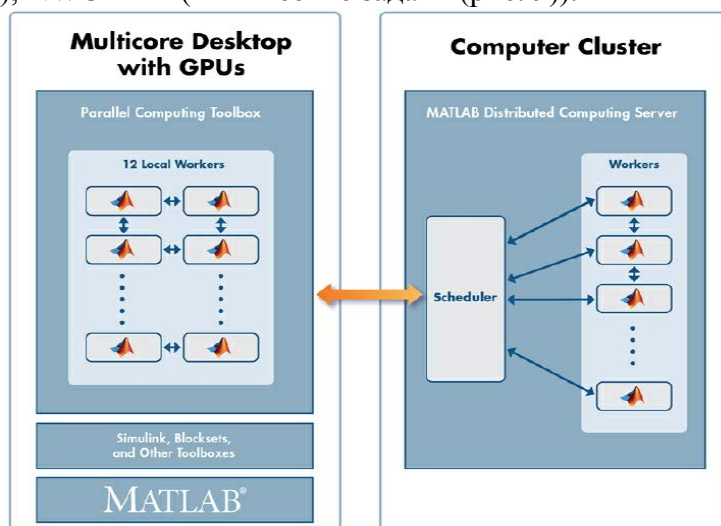 Multicore Desktop
with GPUs
Parallel Computing Toolbox
12 Local Workers
Simulink, Blocksets,
and Other Toolboxes
MATLAB®
Computer Cluster
MATLAB Distributed Computing Server
Workers
Scheduler